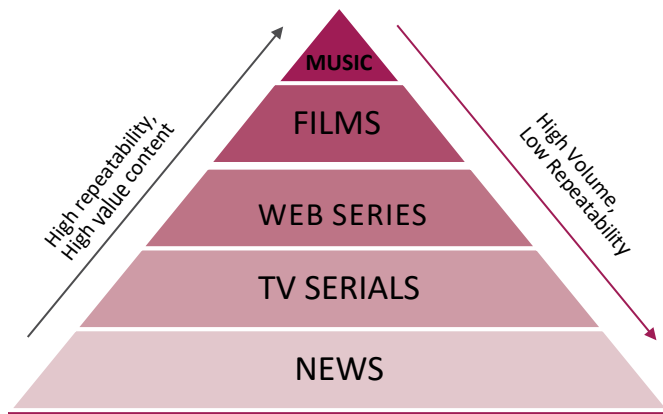 MUSIC
FILMS
WEB SERIES
TV SERIALS
NEWS
High repeatability,
High value content
High Volume,
Low Repeatability